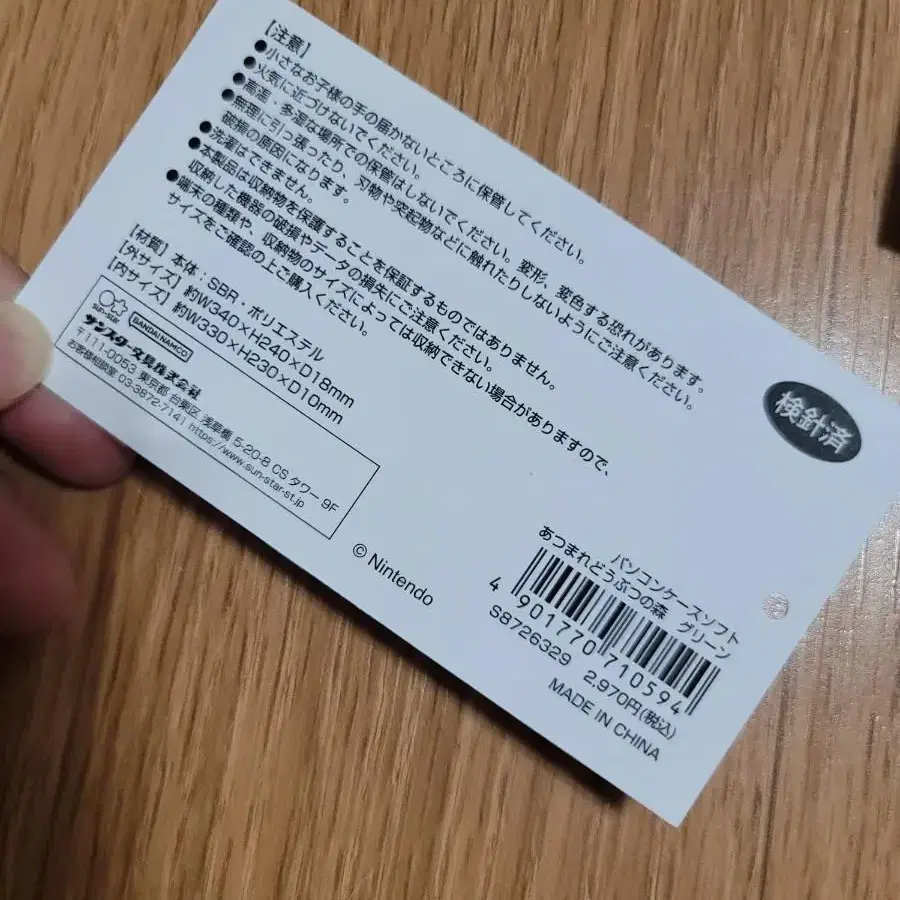 【注意】
●小さなお子様の手の届かないところに保管してください。
●火気に近づけないでください。
●高温・多湿な場所での保管はしないでください。変形、変色する恐れがあります。
●無理に引っ張ったり、刃物や突起物などに触れたりしないようにご注意ください。
破損の原因になります。
●洗濯はできません。
●本製品は収納物を保護することを保証するものではありません。
収納した機器の破損やデータの損失にご注意ください。
●端末の種類や、収納物のサイズによっては収納できない場合がありますので、
サイズをご確認の上ご購入ください。
【材質】本体：SBR・ポリエステル
【外サイズ】約W340×H240×D18mm
【内サイズ】約W330×H230×D10mm
SUN-STAR BANDAI NAMCO
サンスター文具株式会社
〒111-0053 東京都 台東区 浅草橋 5-20-8 CS タワー 9F
お客様相談室 03-3872-7141 https://www.sun-star-st.jp
© Nintendo
検針済
パソコンケースソフト
あつまれどうぶつの森 グリーン
4 901770 710594
S8726329 2,970円(税込)
MADE IN CHINA